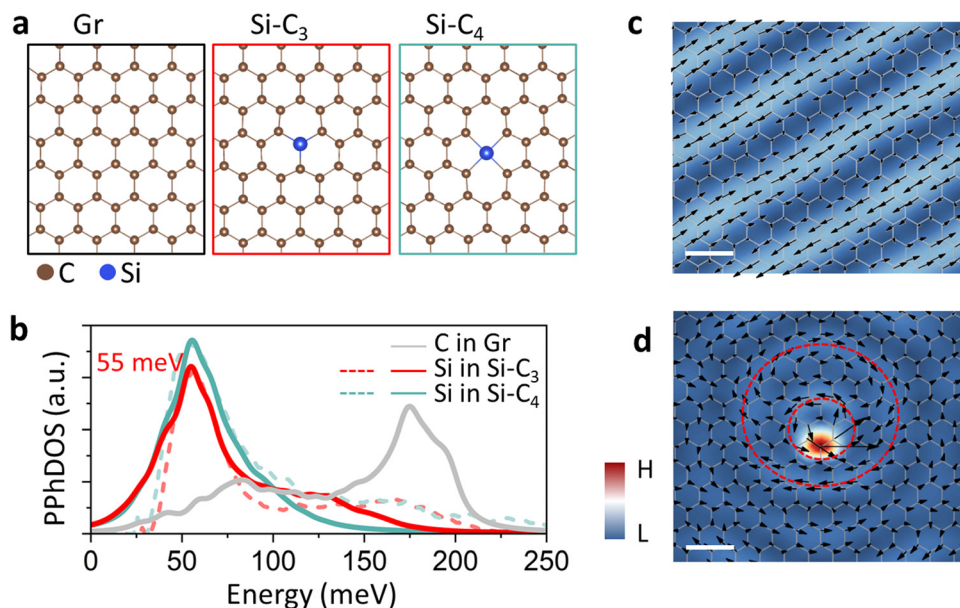 a
Gr
Si-C₃
Si-C₄
C
Si
b
55 meV
C in Gr
Si in Si-C₃
Si in Si-C₄
PPhDOS (a.u.)
0
50
100
150
200
250
Energy (meV)
c
d
H
L